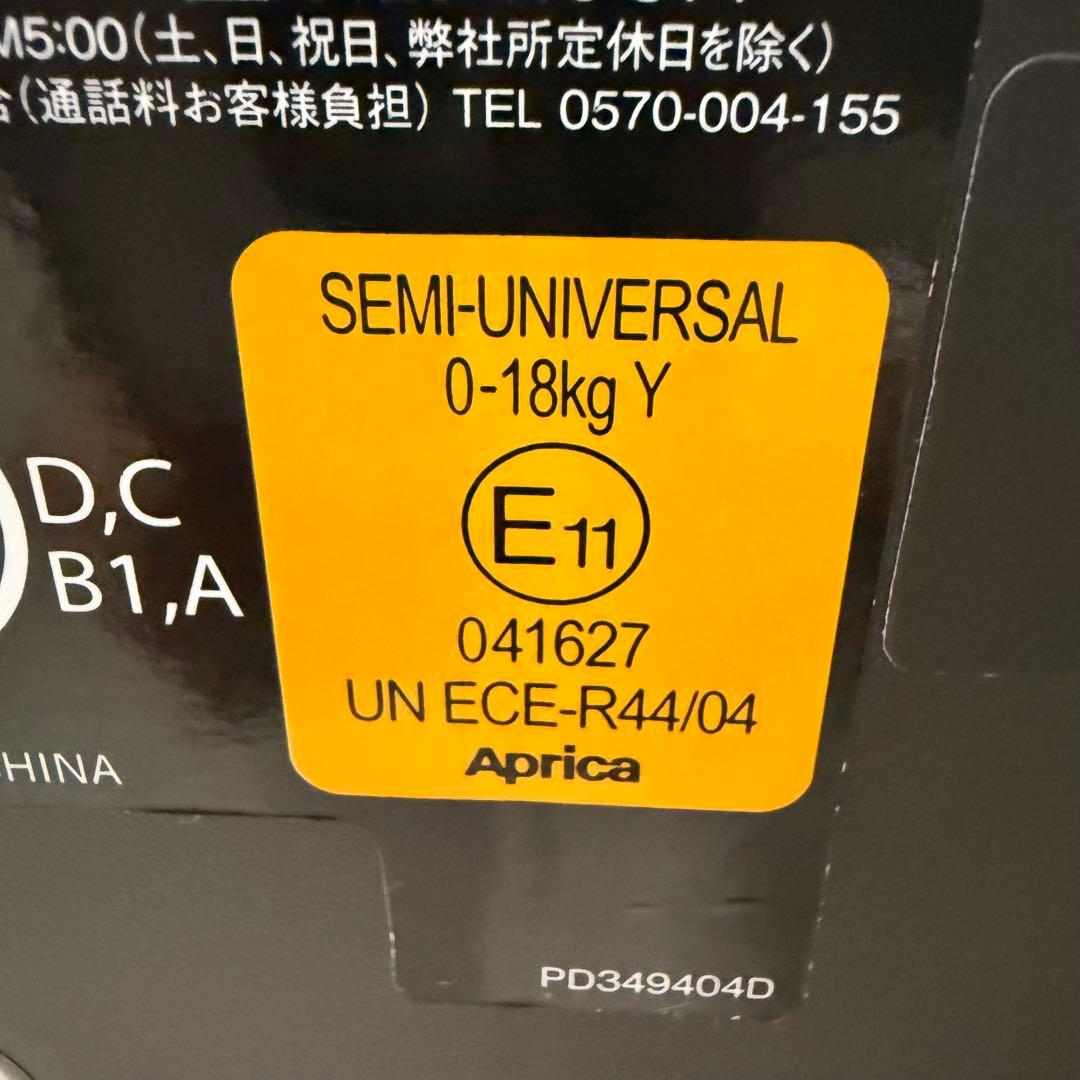 M5:00(土、日、祝日、弊社所定休日を除く)
合(通話料お客様負担) TEL 0570-004-155
SEMI-UNIVERSAL
0-18kg Y
E11
041627
UN ECE-R44/04
Aprica
D,C
B1,A
CHINA
PD349404D